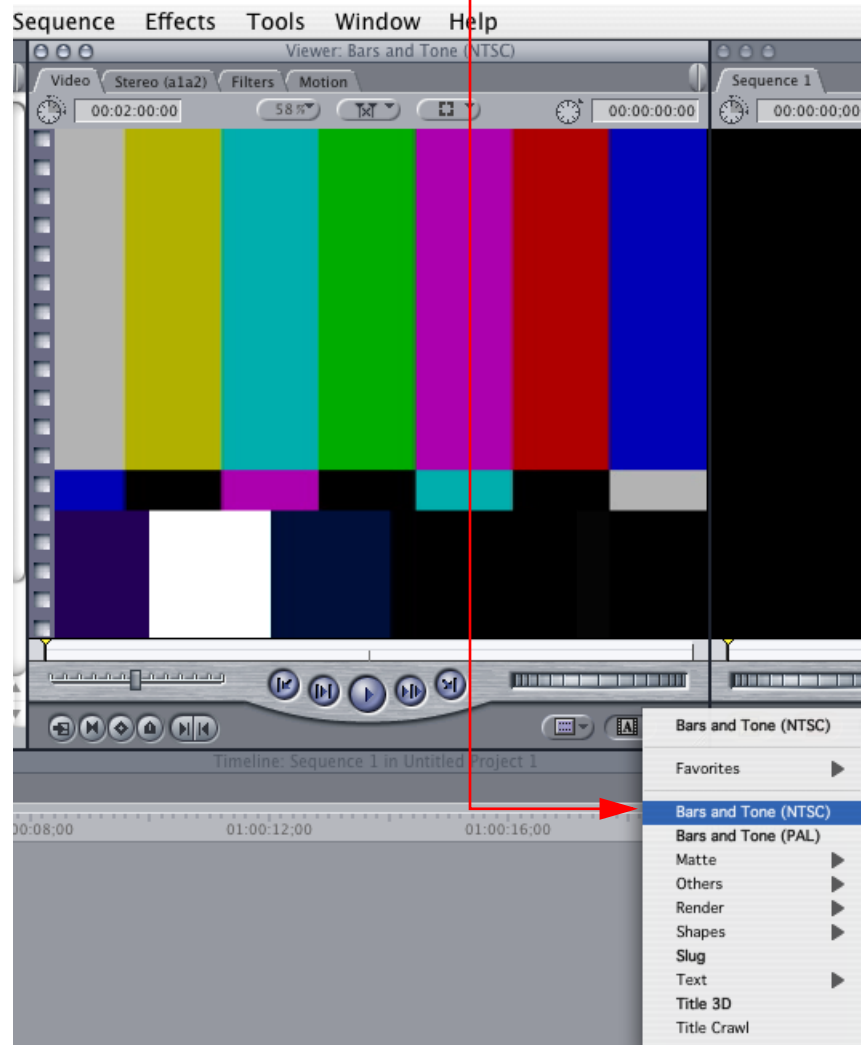 Sequence Effects Tools Window Help
Viewer: Bars and Tone (NTSC)
Video Stereo (a1a2) Filters Motion
Sequence 1
00:02:00:00 58% 00:00:00:00
00:00:00;00
Timeline: Sequence 1 in Untitled Project 1
00:08;00 01:00:12;00 01:00:16;00
A
Bars and Tone (NTSC)
Favorites
Bars and Tone (NTSC)
Bars and Tone (PAL)
Matte
Others
Render
Shapes
Slug
Text
Title 3D
Title Crawl